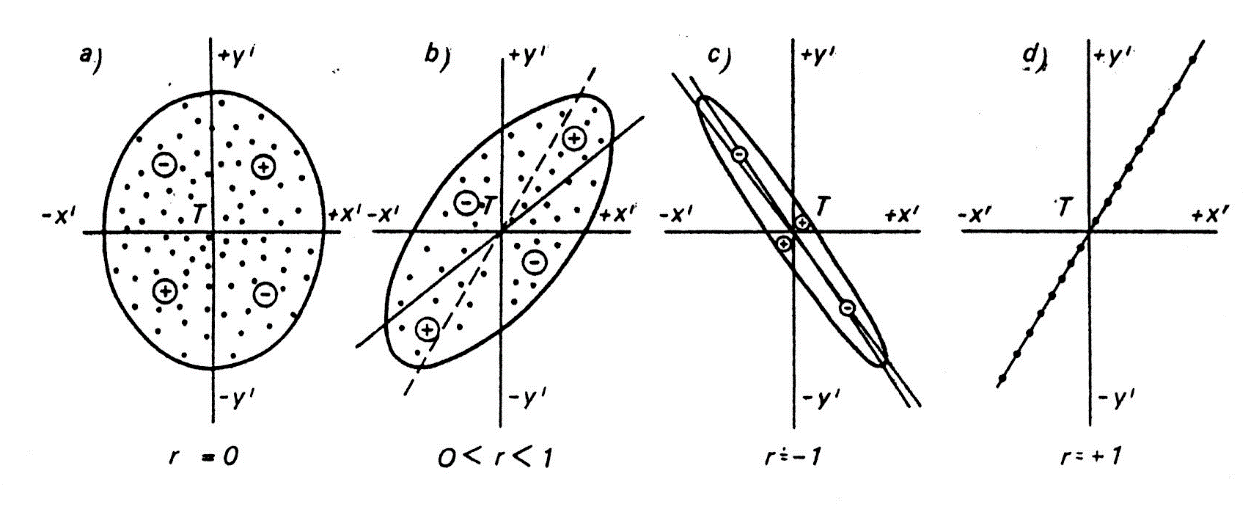 a) +y' b) +y' c) +y' d) +y'
⊖ ⊕ ⊕ ⊖
-x' T +x' -x' ⊖ T +x' -x' ⊕ T +x' -x' T +x'
⊕ ⊖ ⊖ ⊕
⊕ ⊖
-y' -y' -y' -y'
r = 0 0 < r < 1 r ≐ -1 r = +1